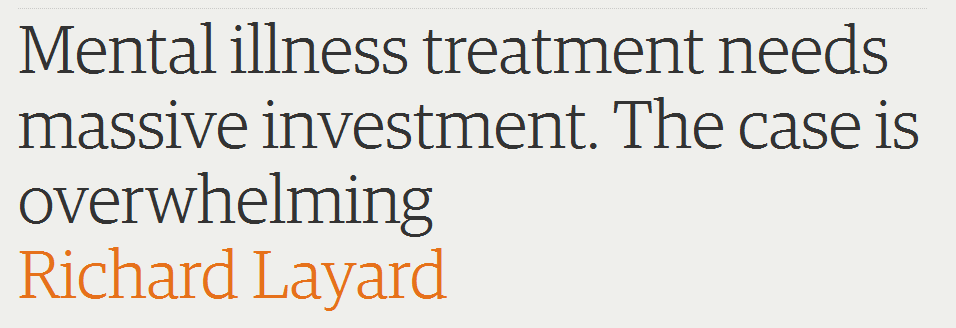 Mental illness treatment needs
massive investment. The case is
overwhelming
Richard Layard